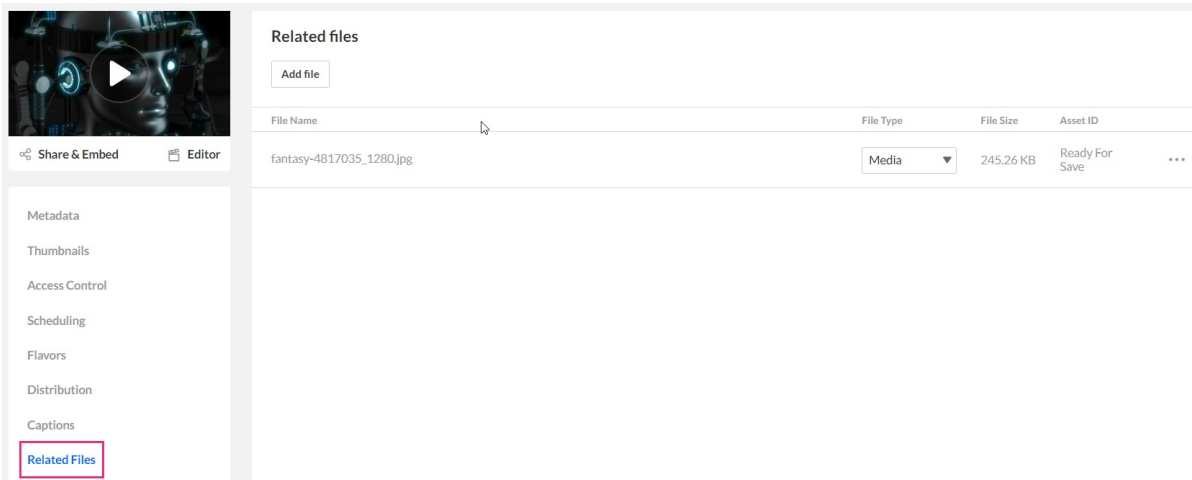 Share & Embed
Editor
Metadata
Thumbnails
Access Control
Scheduling
Flavors
Distribution
Captions
Related Files
Related files
Add file
File Name File Type File Size Asset ID
fantasy-4817035_1280.jpg Media 245.26 KB Ready For
Save